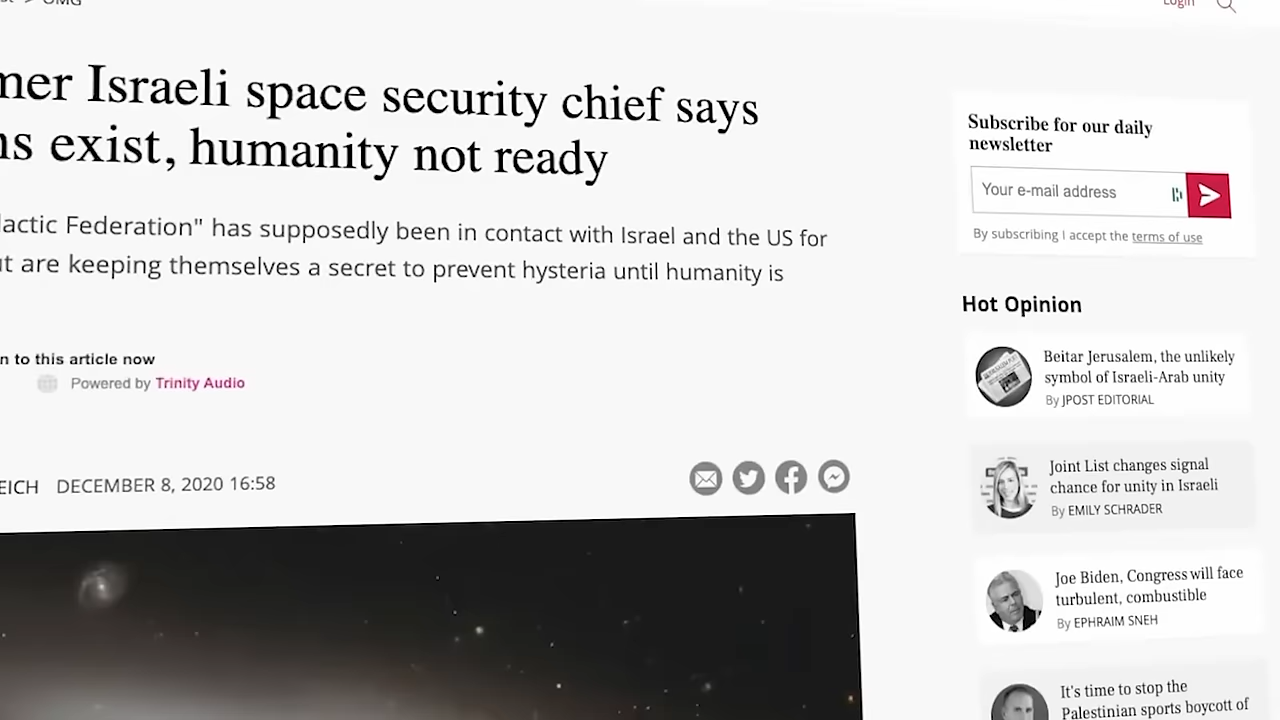 OMG
Login
mer Israeli space security chief says
ns exist, humanity not ready
lactic Federation" has supposedly been in contact with Israel and the US for
ut are keeping themselves a secret to prevent hysteria until humanity is
n to this article now
Powered by Trinity Audio
EICH DECEMBER 8, 2020 16:58
Subscribe for our daily
newsletter
Your e-mail address
By subscribing I accept the terms of use
Hot Opinion
Beitar Jerusalem, the unlikely
symbol of Israeli-Arab unity
By JPOST EDITORIAL
Joint List changes signal
chance for unity in Israeli
By EMILY SCHRADER
Joe Biden, Congress will face
turbulent, combustible
By EPHRAIM SNEH
It's time to stop the
Palestinian sports boycott of